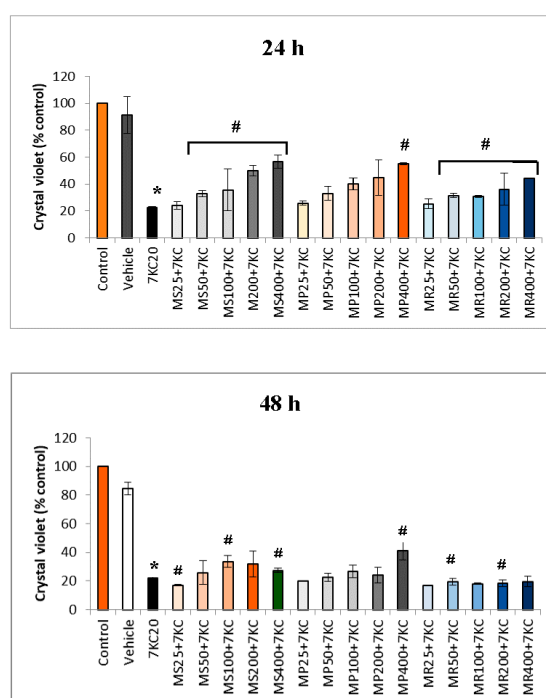 24 h
#
#
#
*
Crystal violet (% control)
120
100
80
60
40
20
0
Control
Vehicle
7KC20
MS25+7KC
MS50+7KC
MS100+7KC
M200+7KC
MS400+7KC
MP25+7KC
MP50+7KC
MP100+7KC
MP200+7KC
MP400+7KC
MR25+7KC
MR50+7KC
MR100+7KC
MR200+7KC
MR400+7KC
48 h
Crystal violet (% control)
120
100
80
60
40
20
0
*
#
#
#
#
#
#
Control
Vehicle
7KC20
MS25+7KC
MS50+7KC
MS100+7KC
MS200+7KC
MS400+7KC
MP25+7KC
MP50+7KC
MP100+7KC
MP200+7KC
MP400+7KC
MR25+7KC
MR50+7KC
MR100+7KC
MR200+7KC
MR400+7KC